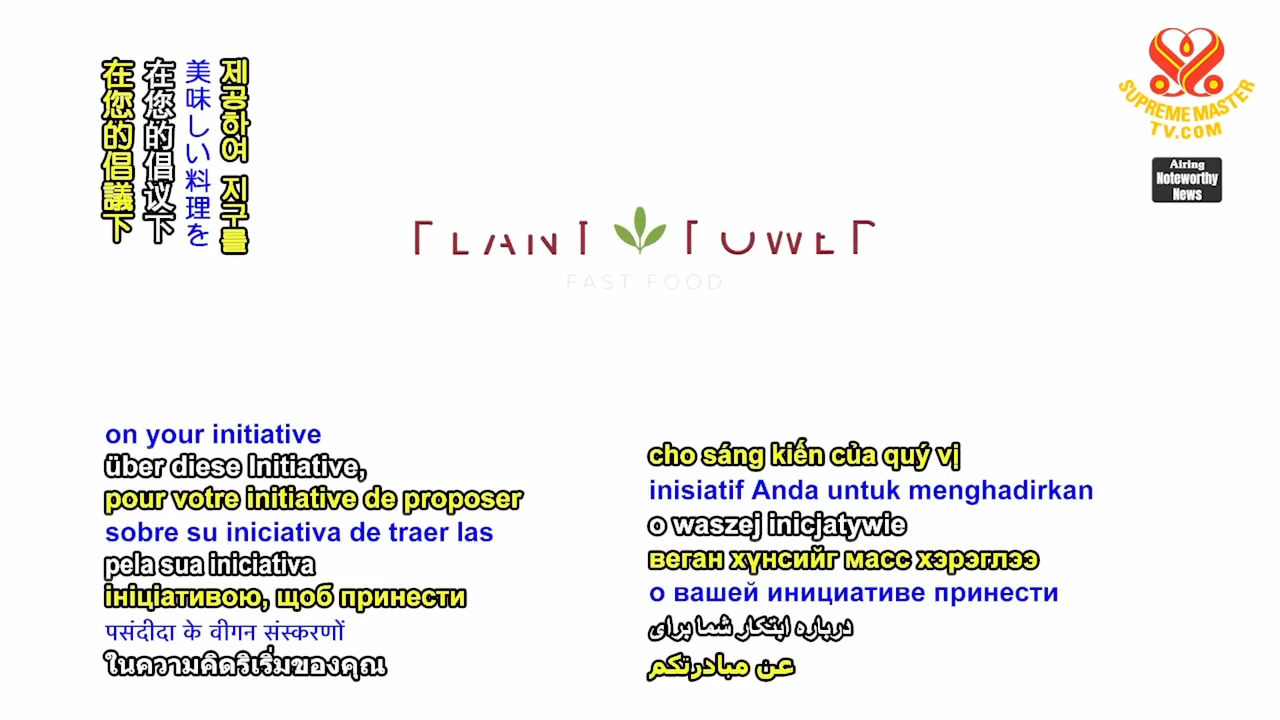 在您的倡議下
在您的倡议下
美味しい料理を
제공하여 지구를
SUPREME MASTER
TV.COM
Airing
Noteworthy
News
FAST FOOD
on your initiative
über diese Initiative,
pour votre initiative de proposer
sobre su iniciativa de traer las
pela sua iniciativa
ініціативою, щоб принести
पसंदीदा के वीगन संस्करणों
ในความคิดริเริ่มของคุณ
cho sáng kiến của quý vị
inisiatif Anda untuk menghadirkan
o waszej inicjatywie
веган хүнсийг масс хэрэглээ
о вашей инициативе принести
درباره ابتکار شما برای
عن مبادرتكم